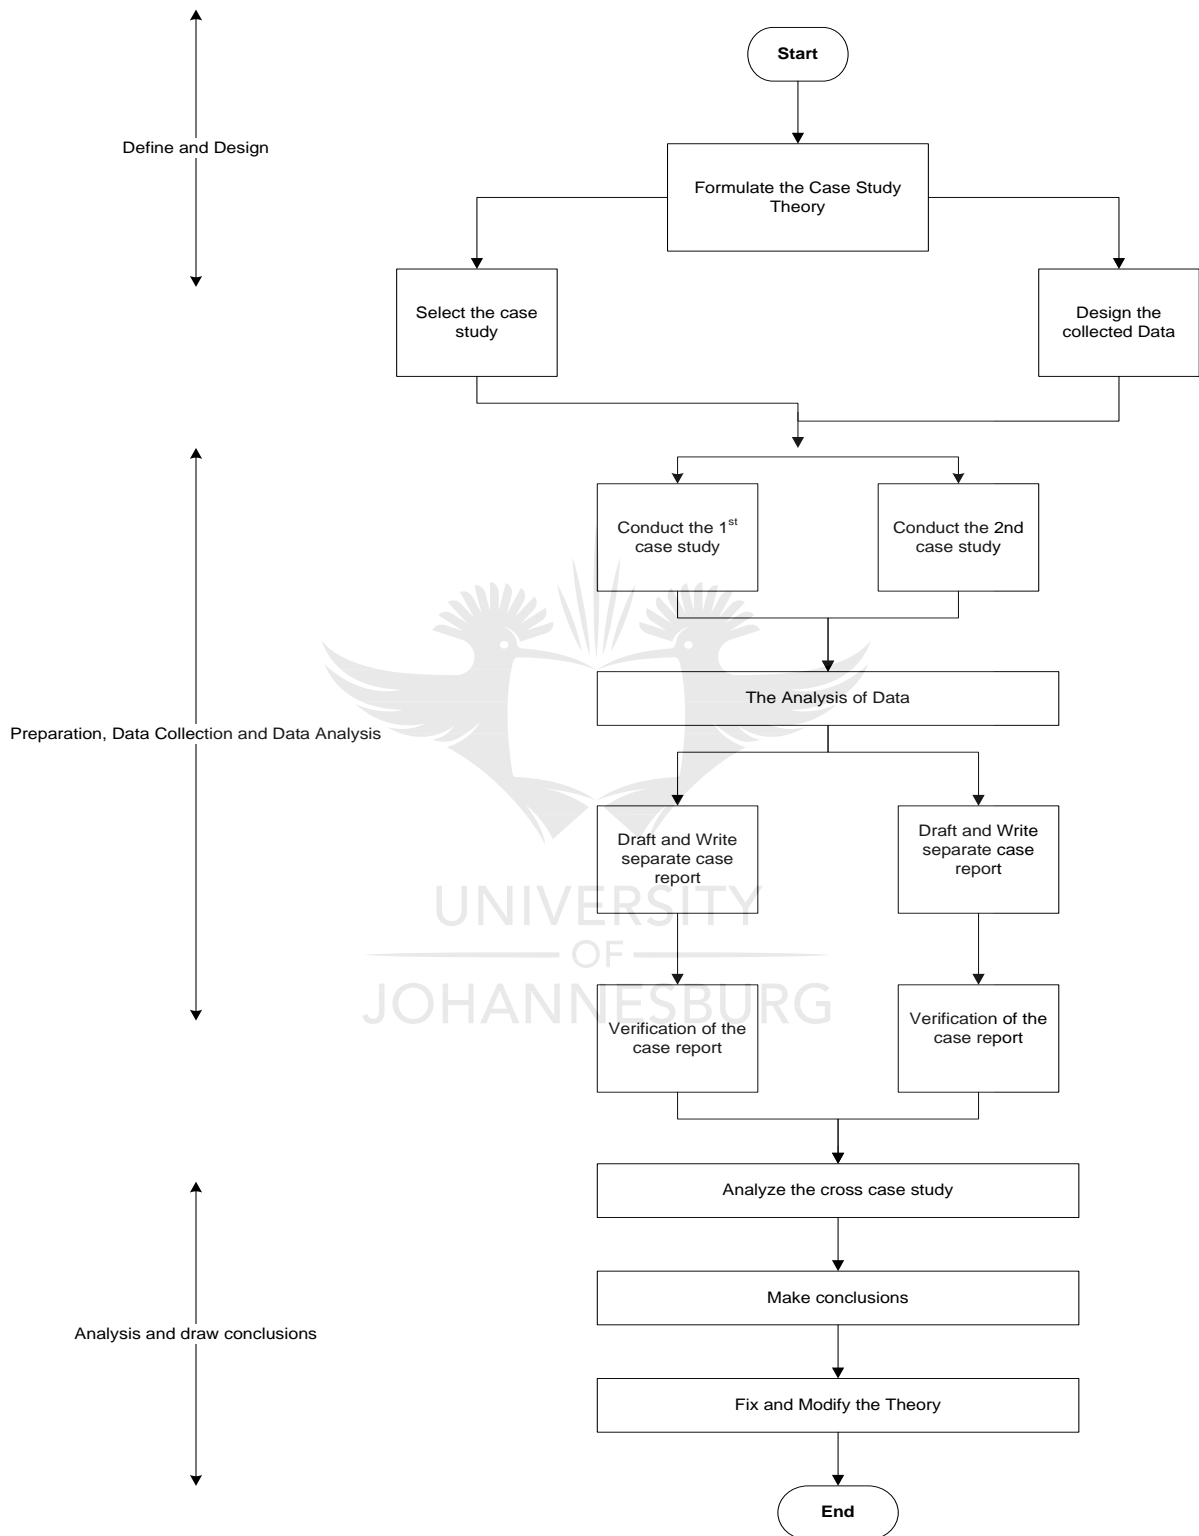 Start
Define and Design
Formulate the Case Study
Theory
Select the case
study
Design the
collected Data
Conduct the 1st
case study
Conduct the 2nd
case study
The Analysis of Data
Preparation, Data Collection and Data Analysis
Draft and Write
separate case
report
Draft and Write
separate case
report
UNIVERSITY
OF
JOHANNESBURG
Verification of the
case report
Verification of the
case report
Analyze the cross case study
Make conclusions
Analysis and draw conclusions
Fix and Modify the Theory
End